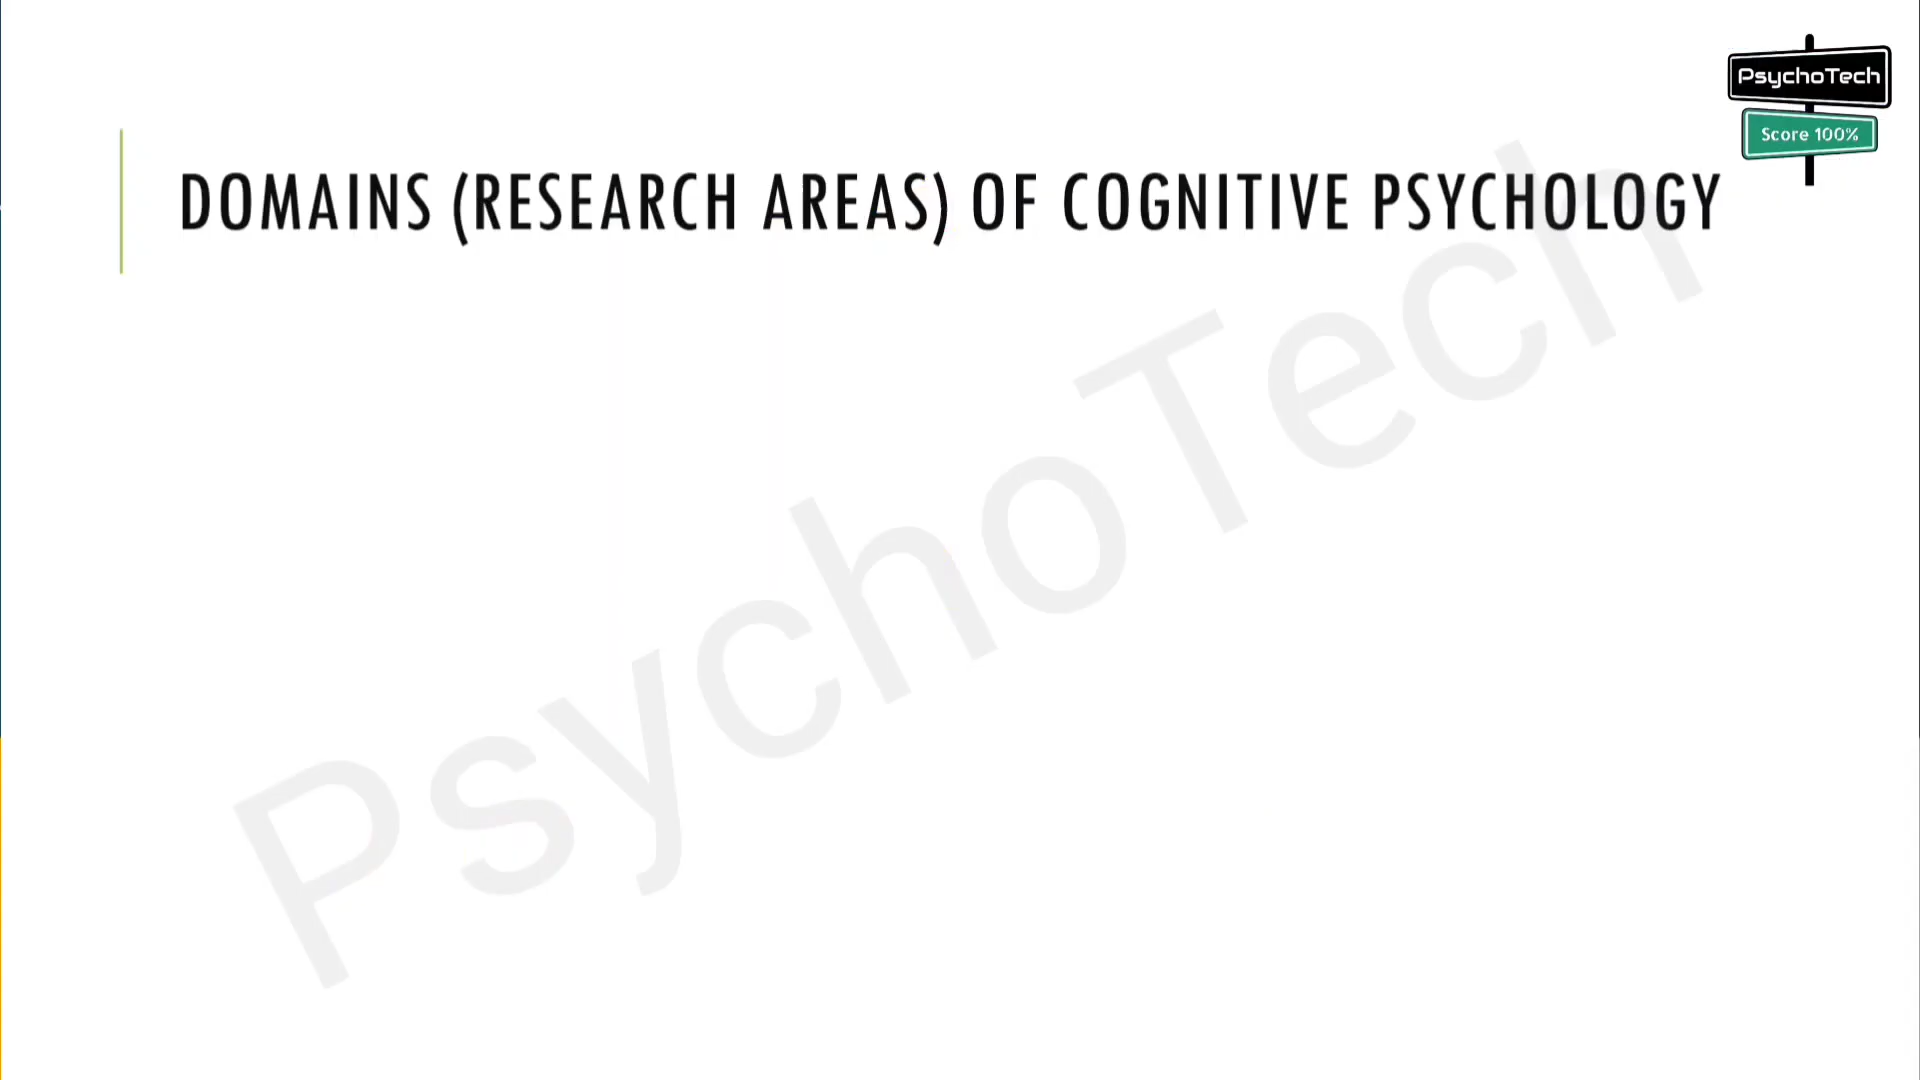 PsychoTech
Score 100%
DOMAINS (RESEARCH AREAS) OF COGNITIVE PSYCHOLOGY
PsychoTech